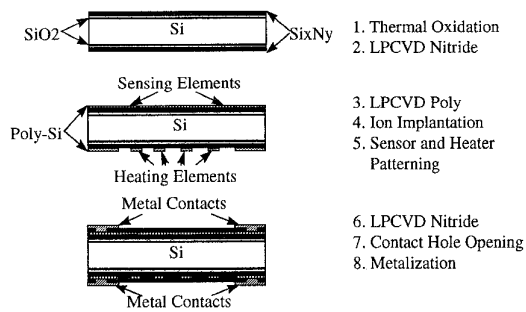 SiO2
Si
SixNy
1. Thermal Oxidation
2. LPCVD Nitride
Sensing Elements
Poly-Si
Si
Heating Elements
3. LPCVD Poly
4. Ion Implantation
5. Sensor and Heater
Patterning
Metal Contacts
Si
Metal Contacts
6. LPCVD Nitride
7. Contact Hole Opening
8. Metalization